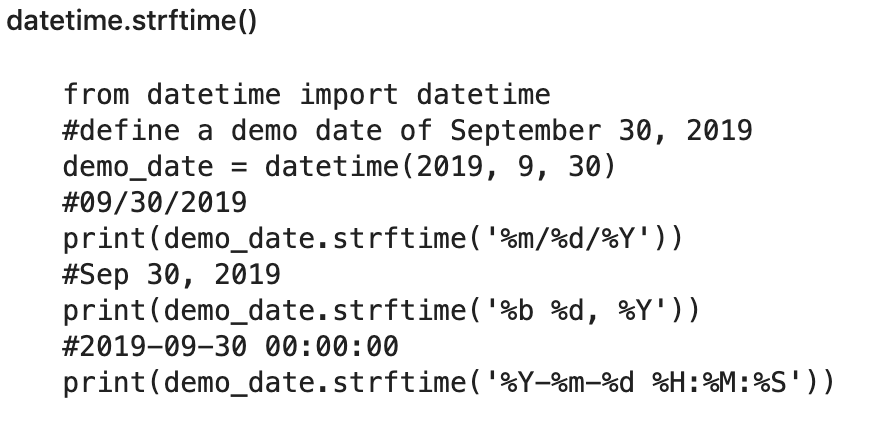 datetime.strftime()
from datetime import datetime
#define a demo date of September 30, 2019
demo_date = datetime(2019, 9, 30)
#09/30/2019
print(demo_date.strftime('%m/%d/%Y'))
#Sep 30, 2019
print(demo_date.strftime('%b %d, %Y'))
#2019-09-30 00:00:00
print(demo_date.strftime('%Y-%m-%d %H:%M:%S'))